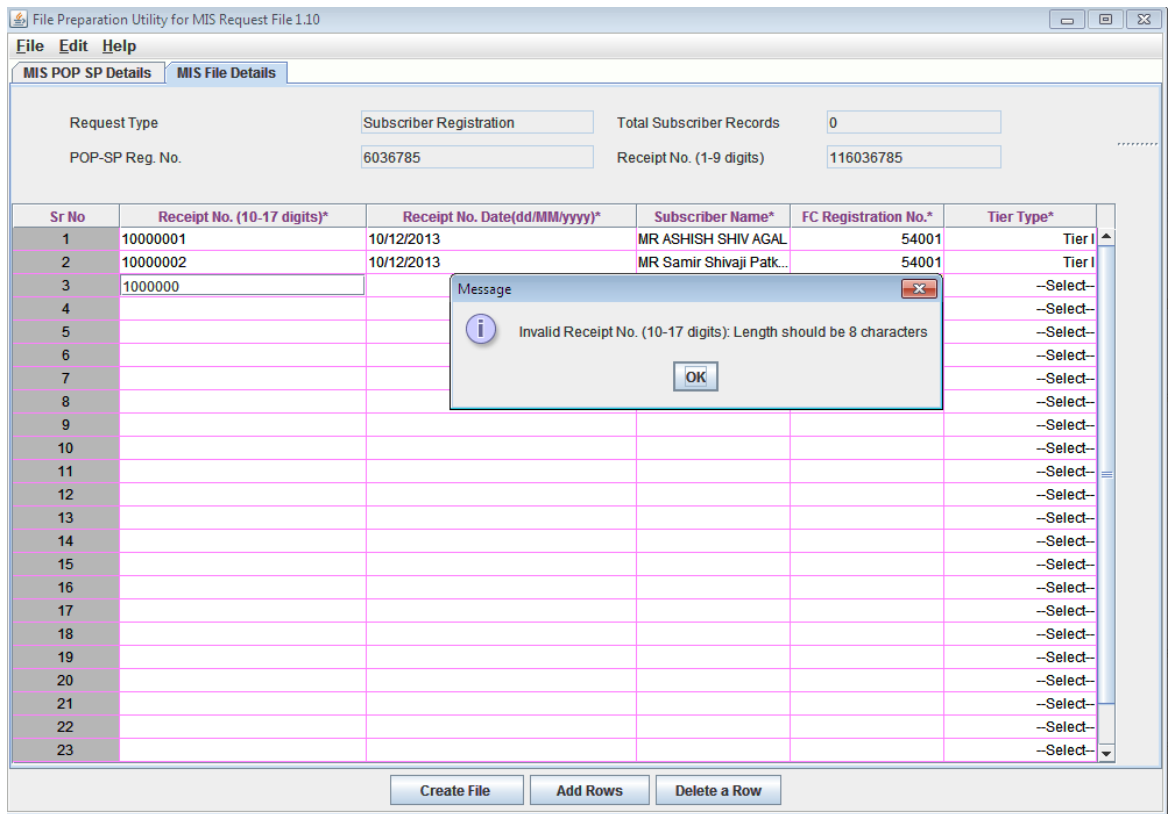 File Preparation Utility for MIS Request File 1.10
File Edit Help
MIS POP SP Details MIS File Details
Request Type Subscriber Registration Total Subscriber Records 0
POP-SP Reg. No. 6036785 Receipt No. (1-9 digits) 116036785
Sr No Receipt No. (10-17 digits)* Receipt No. Date(dd/MM/yyyy)* Subscriber Name* FC Registration No.* Tier Type*
1 10000001 10/12/2013 MR ASHISH SHIV AGAL 54001 Tier I
2 10000002 10/12/2013 MR Samir Shivaji Patk... 54001 Tier I
3 1000000 --Select--
Message
Invalid Receipt No. (10-17 digits): Length should be 8 characters
OK
4 --Select--
5 --Select--
6 --Select--
7 --Select--
8 --Select--
9 --Select--
10 --Select--
11 --Select--
12 --Select--
13 --Select--
14 --Select--
15 --Select--
16 --Select--
17 --Select--
18 --Select--
19 --Select--
20 --Select--
21 --Select--
22 --Select--
23 --Select--
Create File Add Rows Delete a Row